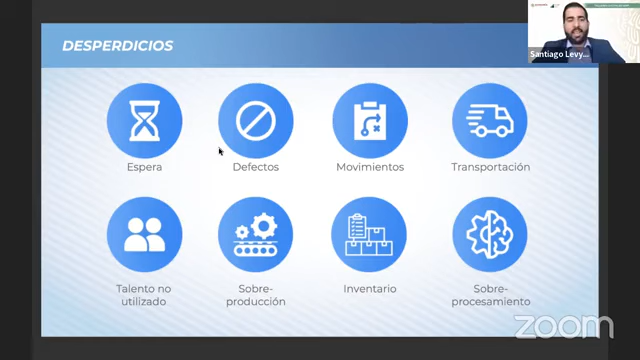 DESPERDICIOS
Santiago Levy...
Espera
Defectos
Movimientos
Transportación
Talento no
utilizado
Sobre-
producción
Inventario
Sobre-
procesamiento
zoom